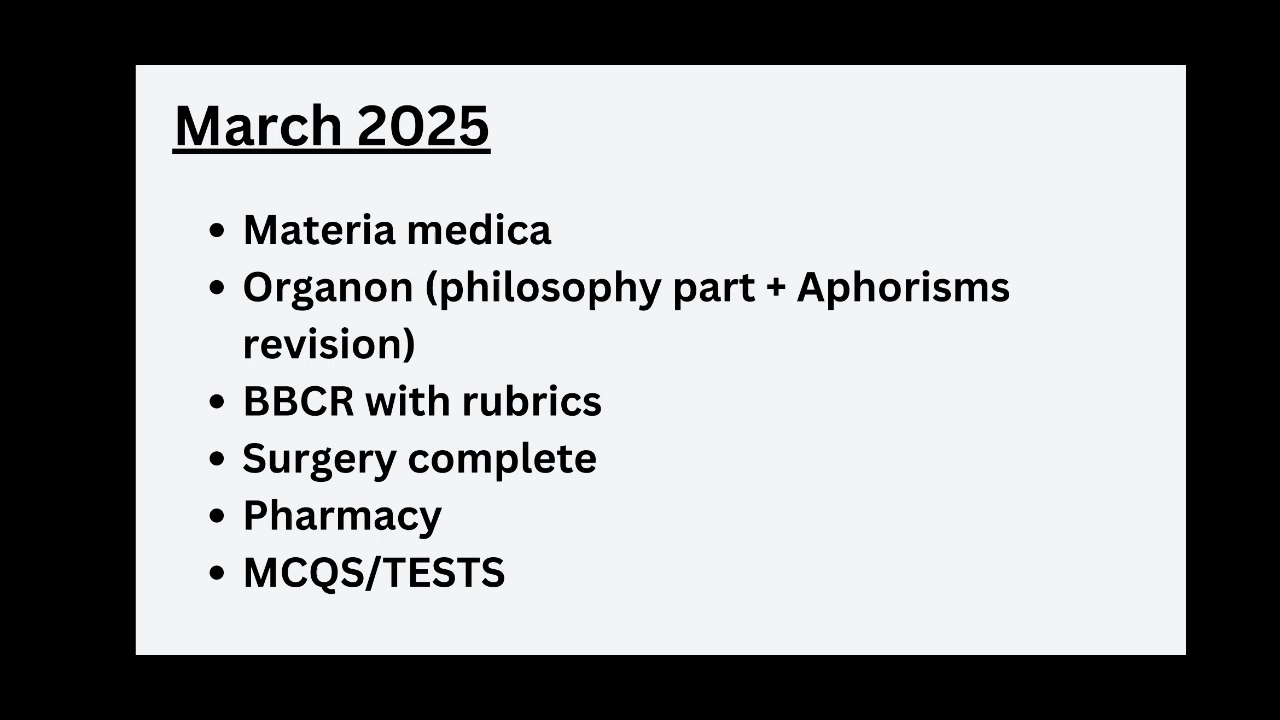 March 2025
• Materia medica
• Organon (philosophy part + Aphorisms
revision)
• BBCR with rubrics
• Surgery complete
• Pharmacy
• MCQS/TESTS